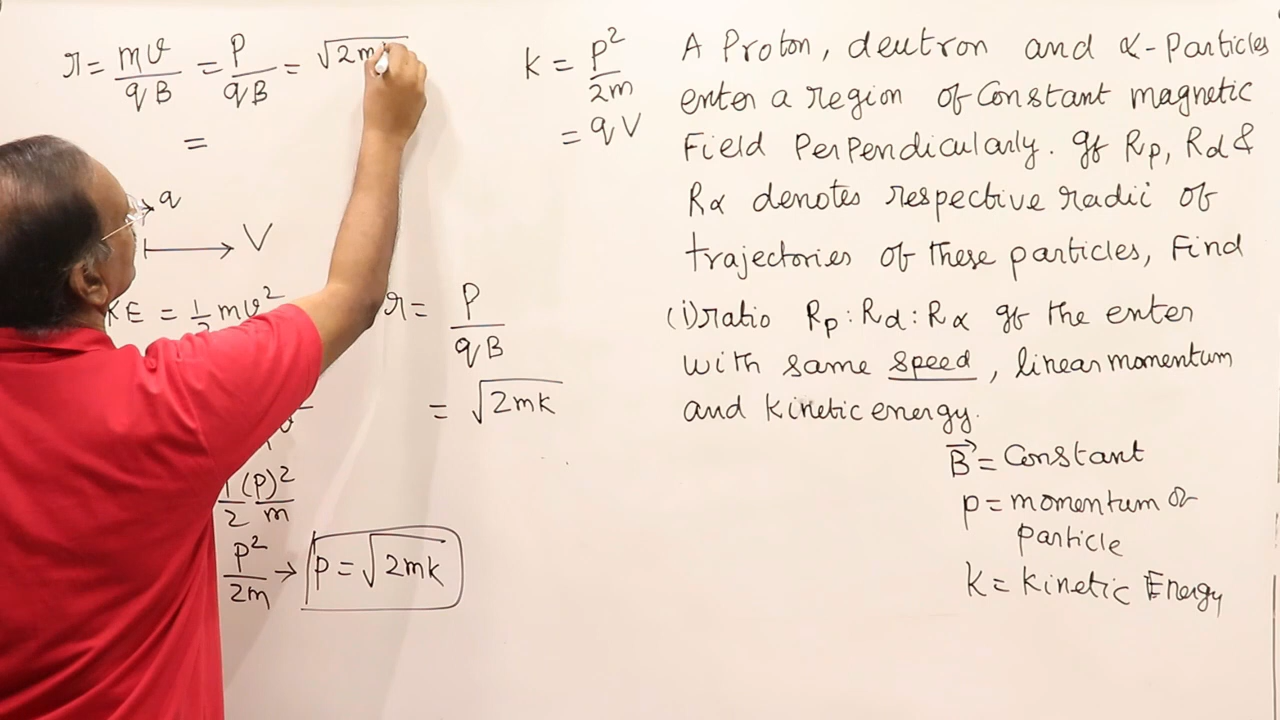 r = mv/qB = P/qB = √2m
=
q
V
KE = 1/2 mv²
1/2 (P)²/m
P²/2m → p = √2mk
r = P/qB
= √2mk
k = P²/2m
= qV
A Proton, deutron and α-Particles
enter a region of Constant magnetic
Field Perpendicularly. If Rp, Rd &
Rα denotes respective radii of
trajectories of these particles, Find
(i) ratio Rp : Rd : Rα If the enter
with same speed, linear momentum
and kinetic energy.
B⃗ = Constant
p = momentum of
particle
K = Kinetic Energy